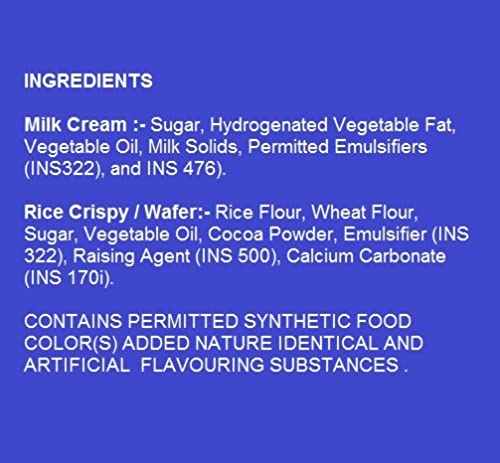 INGREDIENTS
Milk Cream :- Sugar, Hydrogenated Vegetable Fat,
Vegetable Oil, Milk Solids, Permitted Emulsifiers
(INS322), and INS 476).
Rice Crispy / Wafer:- Rice Flour, Wheat Flour,
Sugar, Vegetable Oil, Cocoa Powder, Emulsifier (INS
322), Raising Agent (INS 500), Calcium Carbonate
(INS 170i).
CONTAINS PERMITTED SYNTHETIC FOOD
COLOR(S) ADDED NATURE IDENTICAL AND
ARTIFICIAL  FLAVOURING SUBSTANCES .